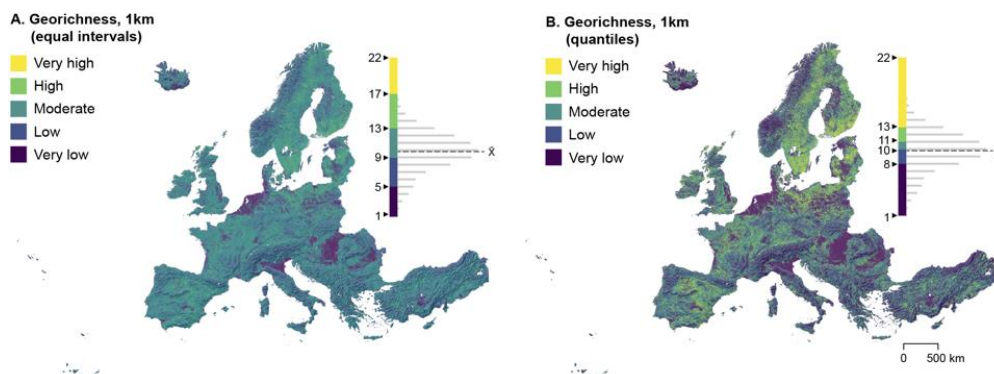 A. Georichness, 1km
(equal intervals)
Very high
High
Moderate
Low
Very low
22
17
13
9
5
1
x̃
B. Georichness, 1km
(quantiles)
Very high
High
Moderate
Low
Very low
22
13
11
10
8
1
0 500 km